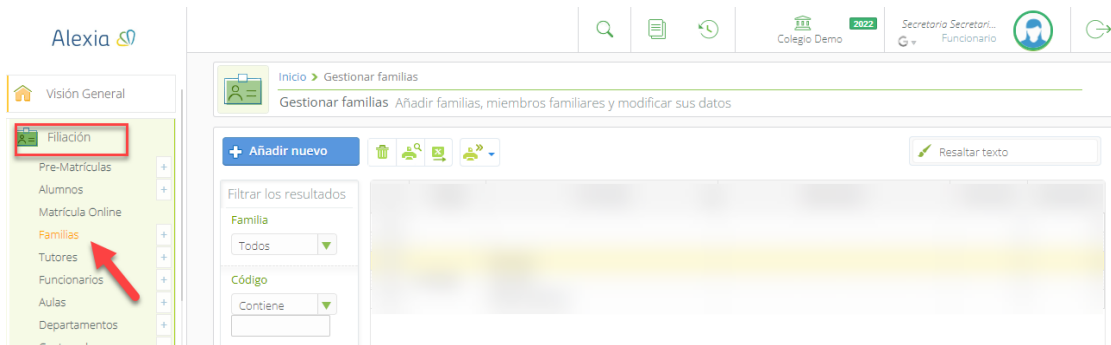 Alexia
2022
Colegio Demo
Secretaria Secretari...
G
Funcionario
Visión General
Filiación
Pre-Matrículas
+
Alumnos
+
Matrícula Online
Familias
+
Tutores
+
Funcionarios
+
Aulas
+
Departamentos
+
Inicio > Gestionar familias
Gestionar familias Añadir familias, miembros familiares y modificar sus datos
+ Añadir nuevo
Resaltar texto
Filtrar los resultados
Familia
Todos
Código
Contiene